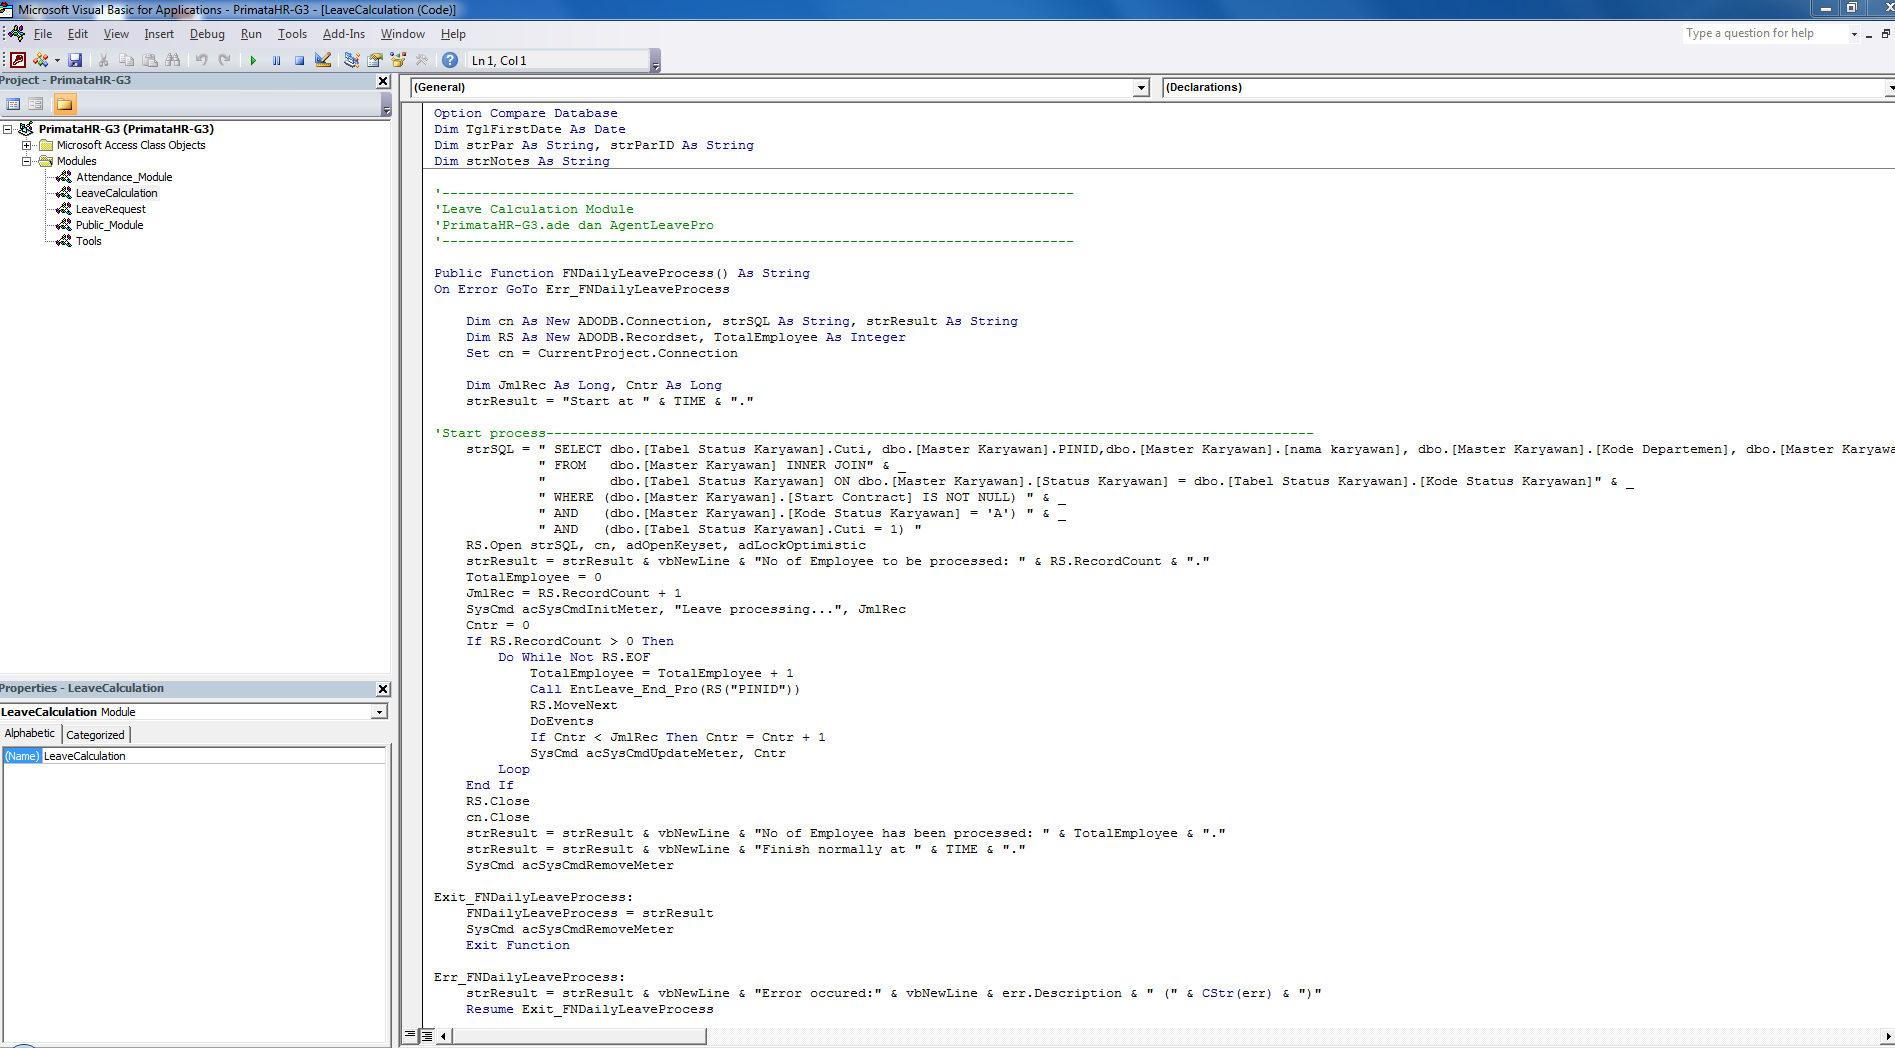 Microsoft Visual Basic for Applications - PrimataHR-G3 - [LeaveCalculation (Code)]
File Edit View Insert Debug Run Tools Add-Ins Window Help
Type a question for help
Ln 1, Col 1
Project - PrimataHR-G3
PrimataHR-G3 (PrimataHR-G3)
Microsoft Access Class Objects
Modules
Attendance_Module
LeaveCalculation
LeaveRequest
Public_Module
Tools
Properties - LeaveCalculation
LeaveCalculation Module
Alphabetic Categorized
(Name) LeaveCalculation
(General) (Declarations)
Option Compare Database
Dim TglFirstDate As Date
Dim strPar As String, strParID As String
Dim strNotes As String
'-------------------------------------------------------------------------------
'Leave Calculation Module
'PrimataHR-G3.ade dan AgentLeavePro
'-------------------------------------------------------------------------------
Public Function FNDailyLeaveProcess() As String
On Error GoTo Err_FNDailyLeaveProcess
Dim cn As New ADODB.Connection, strSQL As String, strResult As String
Dim RS As New ADODB.Recordset, TotalEmployee As Integer
Set cn = CurrentProject.Connection
Dim JmlRec As Long, Cntr As Long
strResult = "Start at " & TIME & "."
'Start process------------------------------------------------------------------------------------------------
strSQL = " SELECT dbo.[Tabel Status Karyawan].Cuti, dbo.[Master Karyawan].PINID,dbo.[Master Karyawan].[nama karyawan], dbo.[Master Karyawan].[Kode Departemen], dbo.[Master Karyawa
" FROM   dbo.[Master Karyawan] INNER JOIN" & _
"        dbo.[Tabel Status Karyawan] ON dbo.[Master Karyawan].[Status Karyawan] = dbo.[Tabel Status Karyawan].[Kode Status Karyawan]" & _
" WHERE (dbo.[Master Karyawan].[Start Contract] IS NOT NULL) " & _
" AND   (dbo.[Master Karyawan].[Kode Status Karyawan] = 'A') " & _
" AND   (dbo.[Tabel Status Karyawan].Cuti = 1) "
RS.Open strSQL, cn, adOpenKeyset, adLockOptimistic
strResult = strResult & vbNewLine & "No of Employee to be processed: " & RS.RecordCount & "."
TotalEmployee = 0
JmlRec = RS.RecordCount + 1
SysCmd acSysCmdInitMeter, "Leave processing...", JmlRec
Cntr = 0
If RS.RecordCount > 0 Then
Do While Not RS.EOF
TotalEmployee = TotalEmployee + 1
Call EntLeave_End_Pro(RS("PINID"))
RS.MoveNext
DoEvents
If Cntr < JmlRec Then Cntr = Cntr + 1
SysCmd acSysCmdUpdateMeter, Cntr
Loop
End If
RS.Close
cn.Close
strResult = strResult & vbNewLine & "No of Employee has been processed: " & TotalEmployee & "."
strResult = strResult & vbNewLine & "Finish normally at " & TIME & "."
SysCmd acSysCmdRemoveMeter
Exit_FNDailyLeaveProcess:
FNDailyLeaveProcess = strResult
SysCmd acSysCmdRemoveMeter
Exit Function
Err_FNDailyLeaveProcess:
strResult = strResult & vbNewLine & "Error occured:" & vbNewLine & err.Description & " (" & CStr(err) & ")"
Resume Exit_FNDailyLeaveProcess